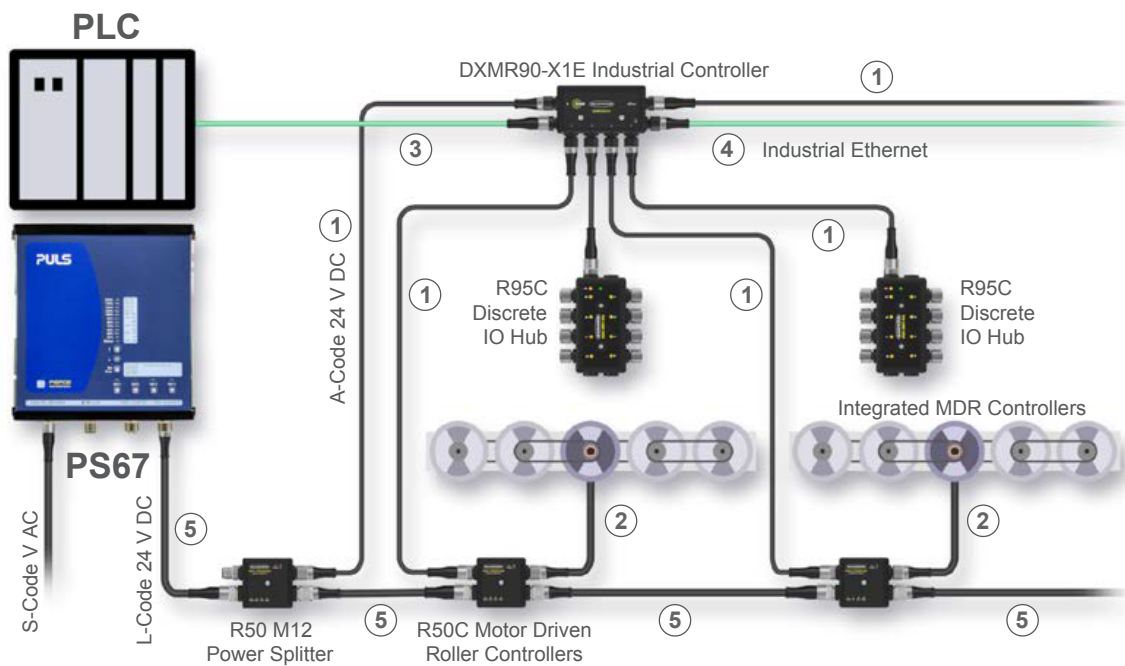 PLC
DXMR90-X1E Industrial Controller
1
3
4
Industrial Ethernet
PULS
1
A-Code 24 V DC
1
R95C
Discrete
IO Hub
1
1
R95C
Discrete
IO Hub
Integrated MDR Controllers
PS67
S-Code V AC
L-Code 24 V DC
5
2
2
5
5
5
R50 M12
Power Splitter
R50C Motor Driven
Roller Controllers